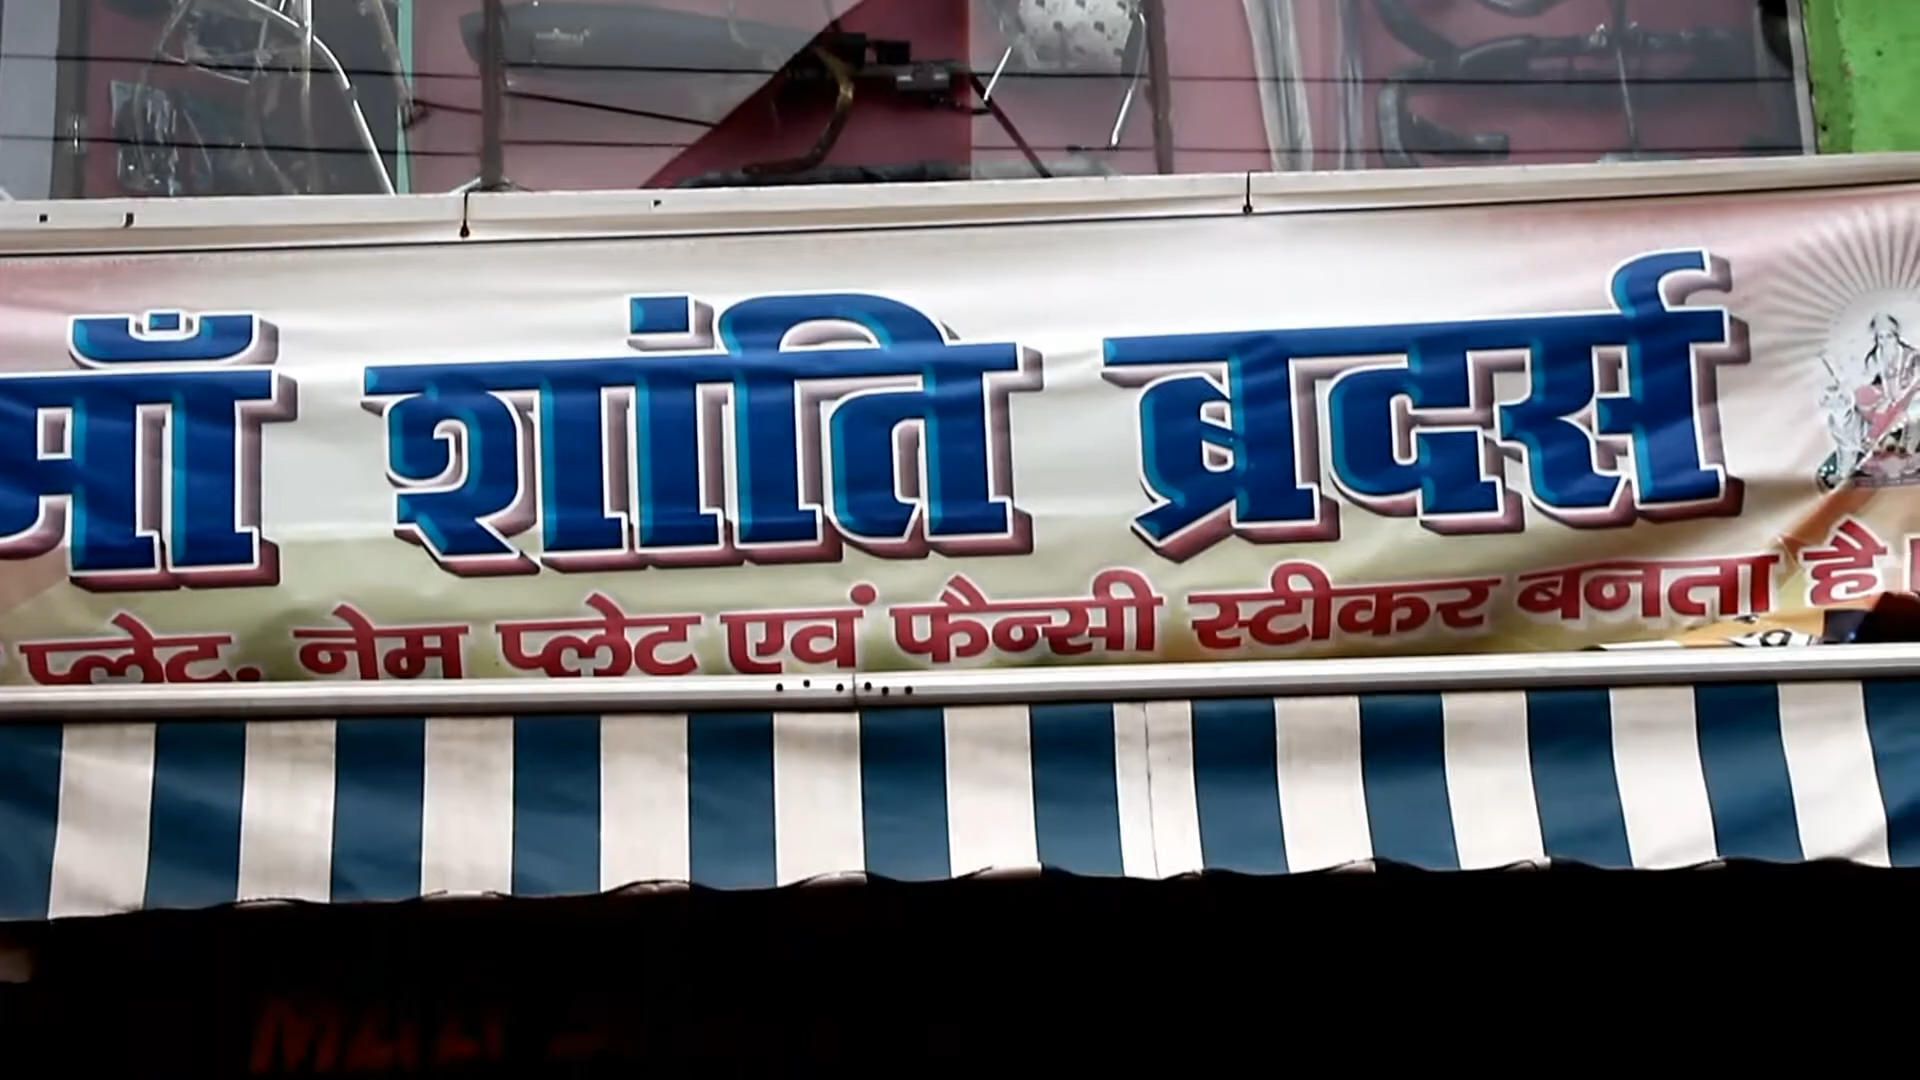 माँ शांति ब्रदर्स
प्लेट, नेम प्लेट एवं फैन्सी स्टीकर बनता है